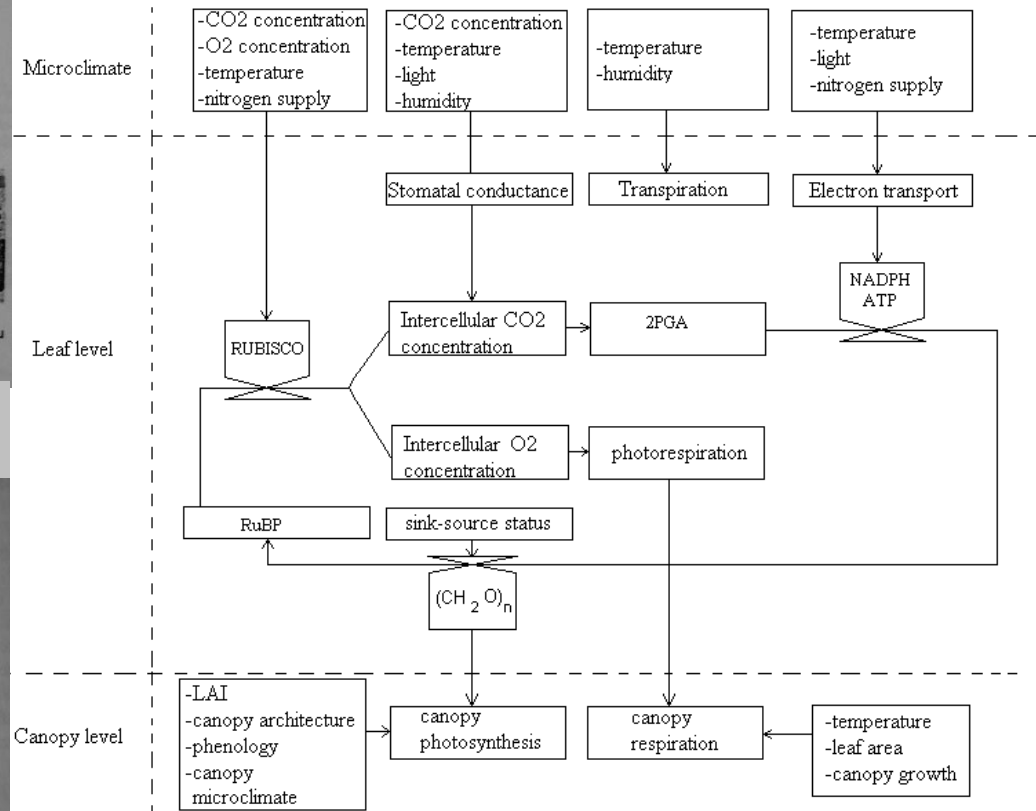 Microclimate
-CO2 concentration
-O2 concentration
-temperature
-nitrogen supply
-CO2 concentration
-temperature
-light
-humidity
-temperature
-humidity
-temperature
-light
-nitrogen supply
Leaf level
Stomatal conductance
Transpiration
Electron transport
NADPH
ATP
RUBISCO
Intercellular CO2
concentration
2PGA
Intercellular O2
concentration
photorespiration
RuBP
sink-source status
(CH2O)n
Canopy level
-LAI
-canopy architecture
-phenology
-canopy
microclimate
canopy
photosynthesis
canopy
respiration
-temperature
-leaf area
-canopy growth